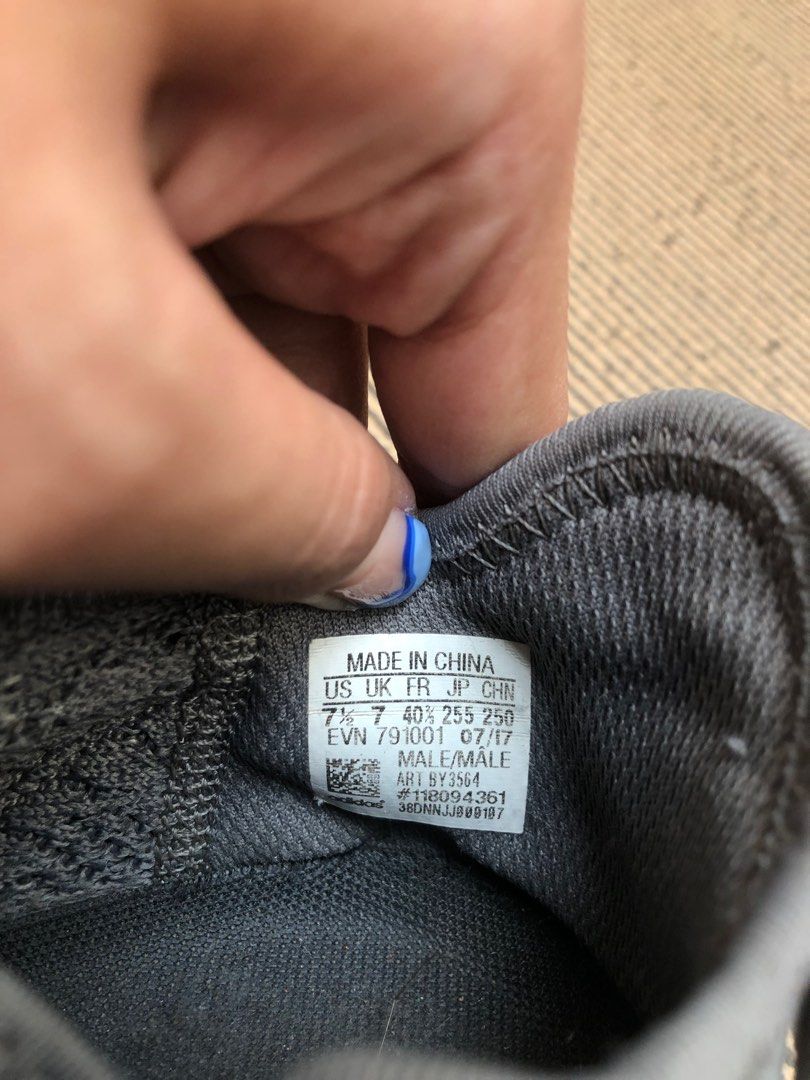 MADE IN CHINA
US UK FR JP CHN
7½ 7 40⅔ 255 250
EVN 791001 07/17
MALE/MÂLE
ART BY3564
#118094361
adidas 38DNNJJ000107